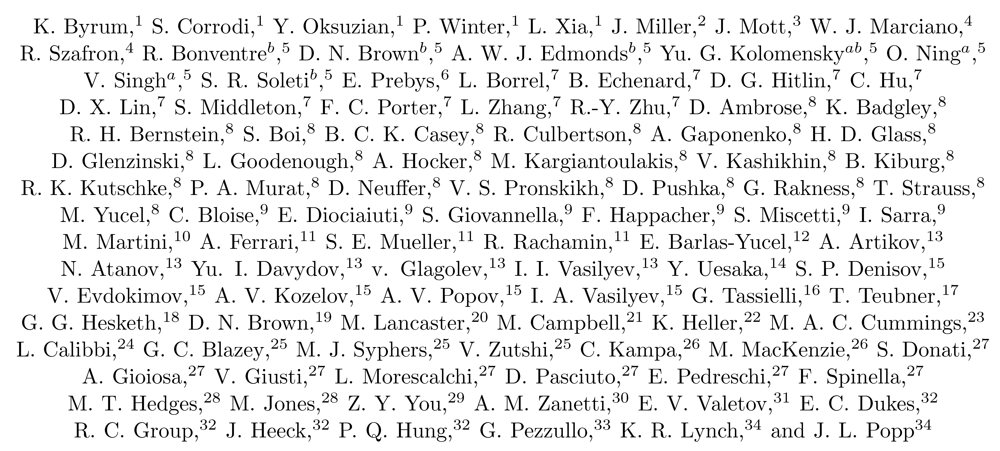 K. Byrum,¹ S. Corrodi,¹ Y. Oksuzian,¹ P. Winter,¹ L. Xia,¹ J. Miller,² J. Mott,³ W. J. Marciano,⁴
R. Szafron,⁴ R. Bonventreᵇ,⁵ D. N. Brownᵇ,⁵ A. W. J. Edmondsᵇ,⁵ Yu. G. Kolomenskyᵃᵇ,⁵ O. Ningᵃ,⁵
V. Singhᵃ,⁵ S. R. Soletiᵇ,⁵ E. Prebys,⁶ L. Borrel,⁷ B. Echenard,⁷ D. G. Hitlin,⁷ C. Hu,⁷
D. X. Lin,⁷ S. Middleton,⁷ F. C. Porter,⁷ L. Zhang,⁷ R.-Y. Zhu,⁷ D. Ambrose,⁸ K. Badgley,⁸
R. H. Bernstein,⁸ S. Boi,⁸ B. C. K. Casey,⁸ R. Culbertson,⁸ A. Gaponenko,⁸ H. D. Glass,⁸
D. Glenzinski,⁸ L. Goodenough,⁸ A. Hocker,⁸ M. Kargiantoulakis,⁸ V. Kashikhin,⁸ B. Kiburg,⁸
R. K. Kutschke,⁸ P. A. Murat,⁸ D. Neuffer,⁸ V. S. Pronskikh,⁸ D. Pushka,⁸ G. Rakness,⁸ T. Strauss,⁸
M. Yucel,⁸ C. Bloise,⁹ E. Diociaiuti,⁹ S. Giovannella,⁹ F. Happacher,⁹ S. Miscetti,⁹ I. Sarra,⁹
M. Martini,¹⁰ A. Ferrari,¹¹ S. E. Mueller,¹¹ R. Rachamin,¹¹ E. Barlas-Yucel,¹² A. Artikov,¹³
N. Atanov,¹³ Yu. I. Davydov,¹³ v. Glagolev,¹³ I. I. Vasilyev,¹³ Y. Uesaka,¹⁴ S. P. Denisov,¹⁵
V. Evdokimov,¹⁵ A. V. Kozelov,¹⁵ A. V. Popov,¹⁵ I. A. Vasilyev,¹⁵ G. Tassielli,¹⁶ T. Teubner,¹⁷
G. G. Hesketh,¹⁸ D. N. Brown,¹⁹ M. Lancaster,²⁰ M. Campbell,²¹ K. Heller,²² M. A. C. Cummings,²³
L. Calibbi,²⁴ G. C. Blazey,²⁵ M. J. Syphers,²⁵ V. Zutshi,²⁵ C. Kampa,²⁶ M. MacKenzie,²⁶ S. Donati,²⁷
A. Gioiosa,²⁷ V. Giusti,²⁷ L. Morescalchi,²⁷ D. Pasciuto,²⁷ E. Pedreschi,²⁷ F. Spinella,²⁷
M. T. Hedges,²⁸ M. Jones,²⁸ Z. Y. You,²⁹ A. M. Zanetti,³⁰ E. V. Valetov,³¹ E. C. Dukes,³²
R. C. Group,³² J. Heeck,³² P. Q. Hung,³² G. Pezzullo,³³ K. R. Lynch,³⁴ and J. L. Popp³⁴